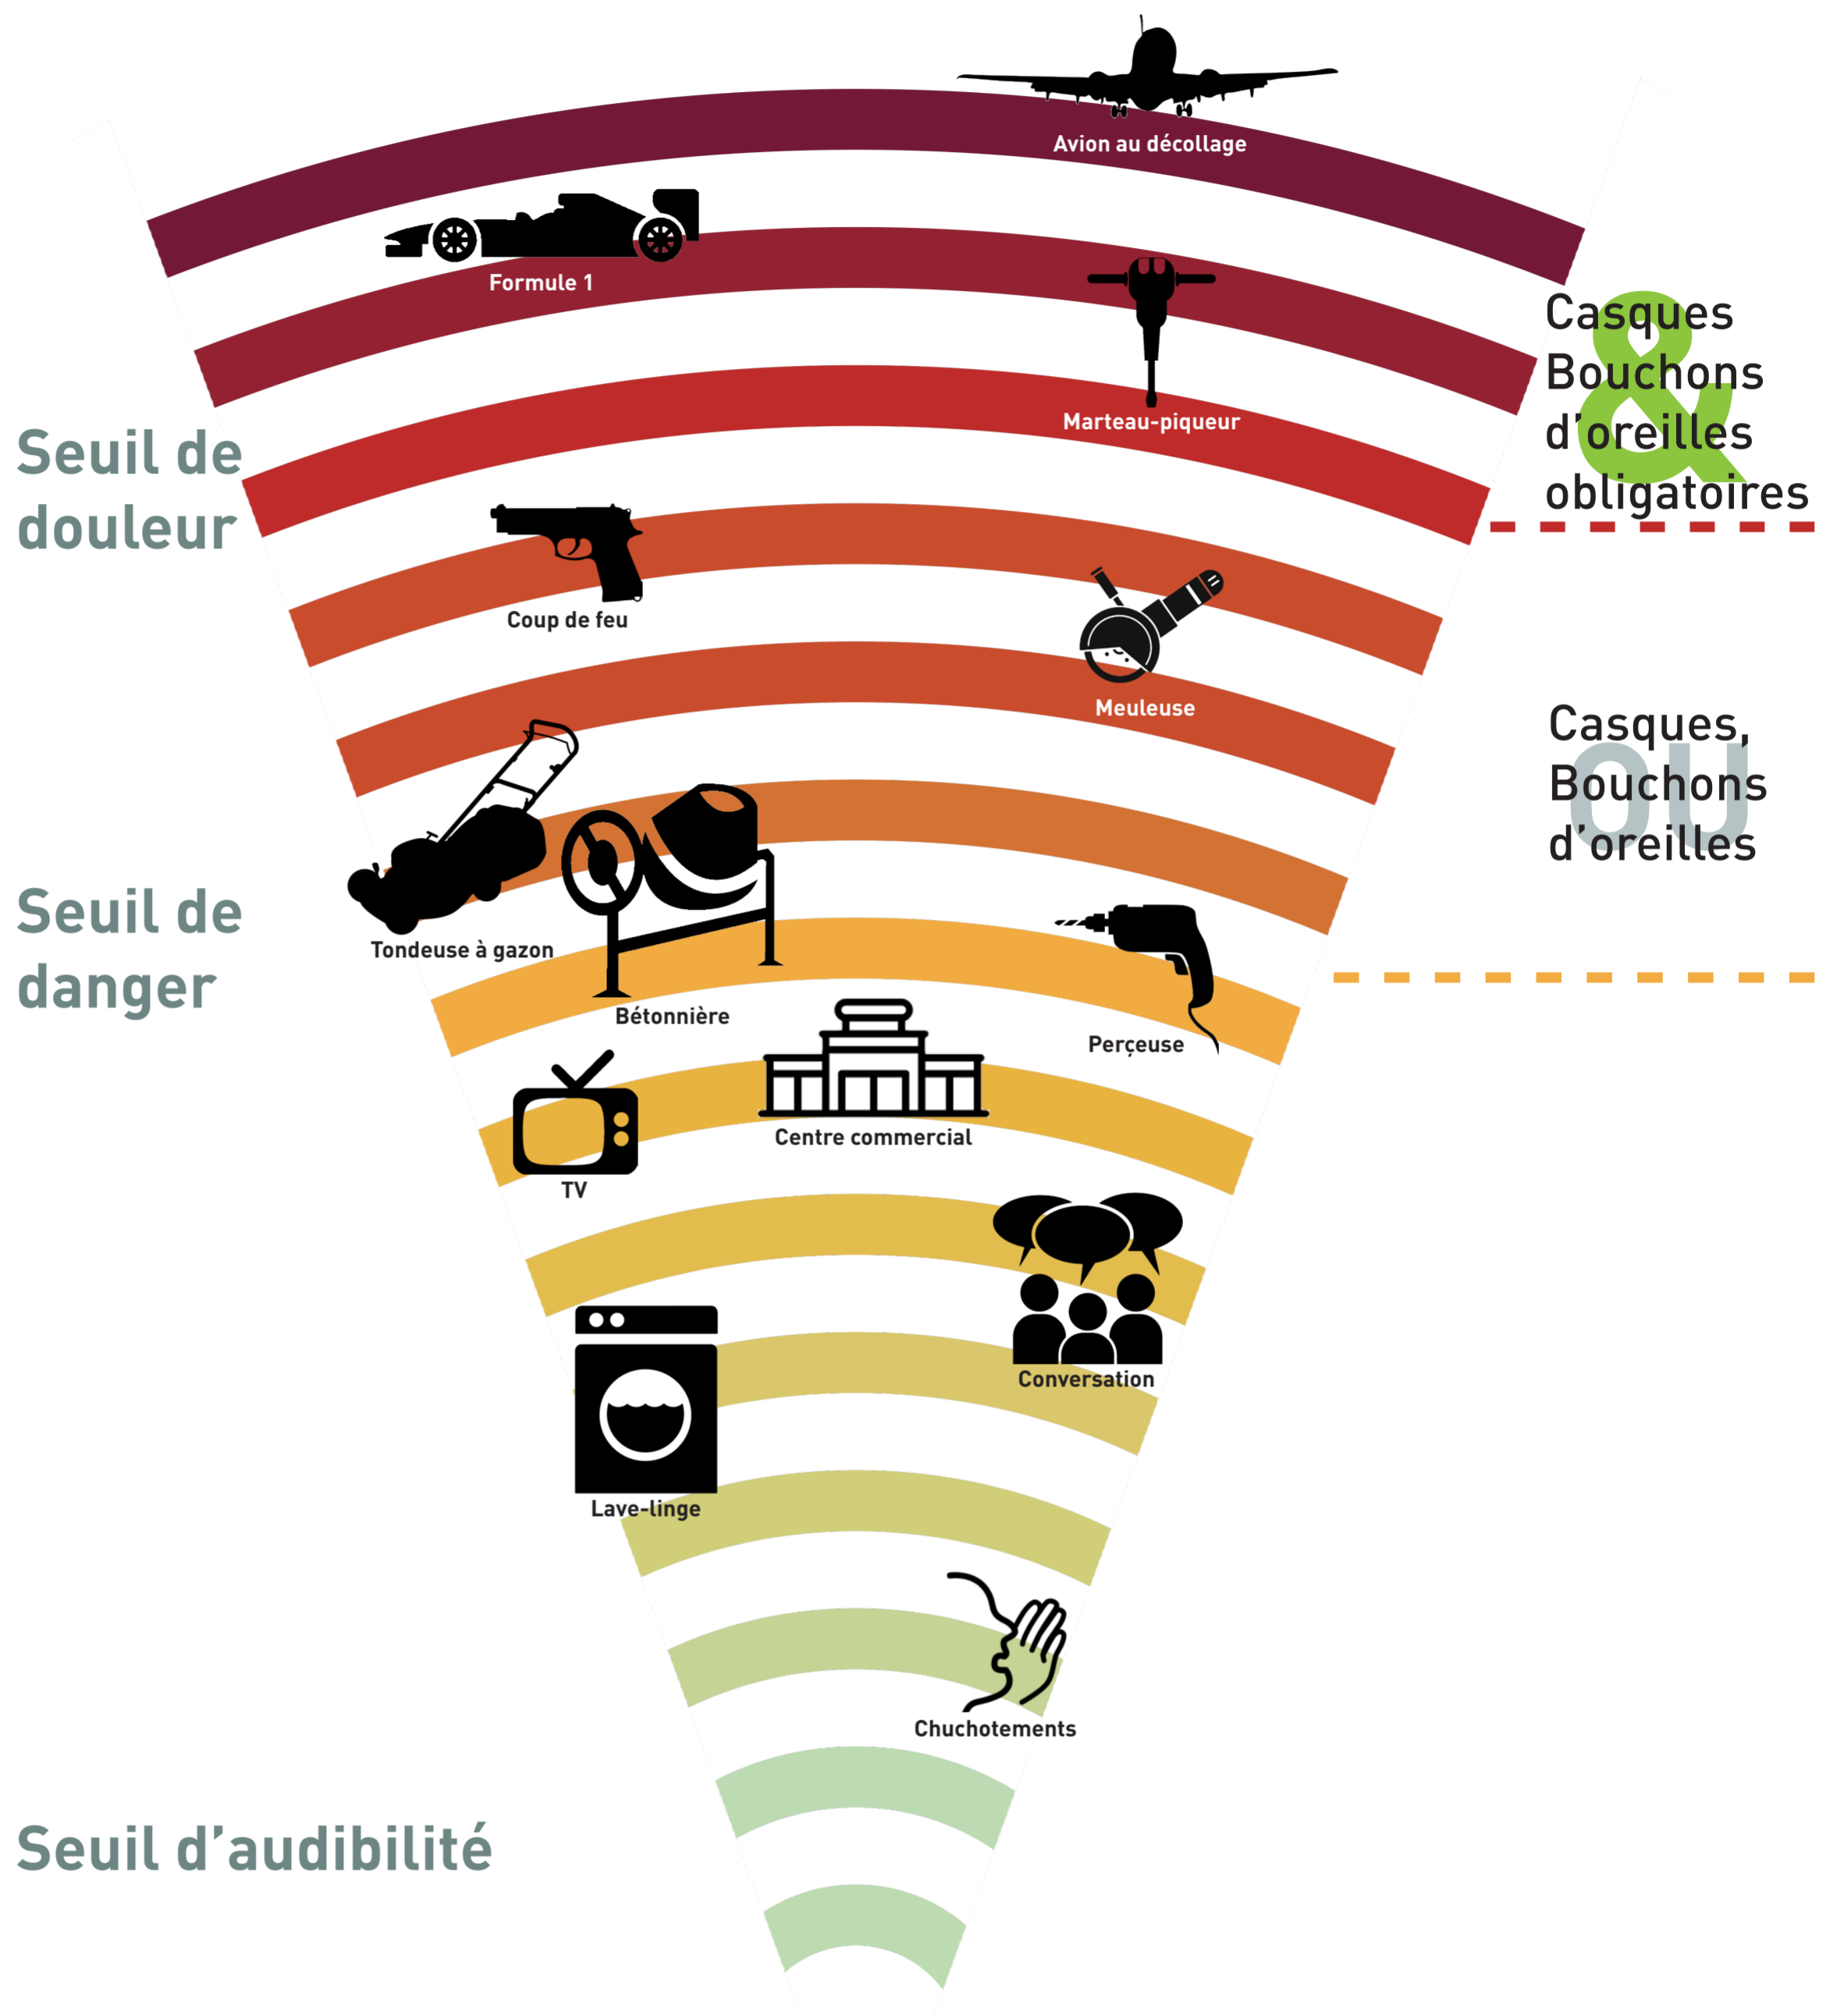 Avion au décollage
Formule 1
Casques
Bouchons
d'oreilles
obligatoires
&
Marteau-piqueur
Seuil de
douleur
Coup de feu
Meuleuse
Casques,
Bouchons
d'oreilles
OU
Seuil de
danger
Tondeuse à gazon
Bétonnière
Perçeuse
Centre commercial
TV
Conversation
Lave-linge
Chuchotements
Seuil d'audibilité